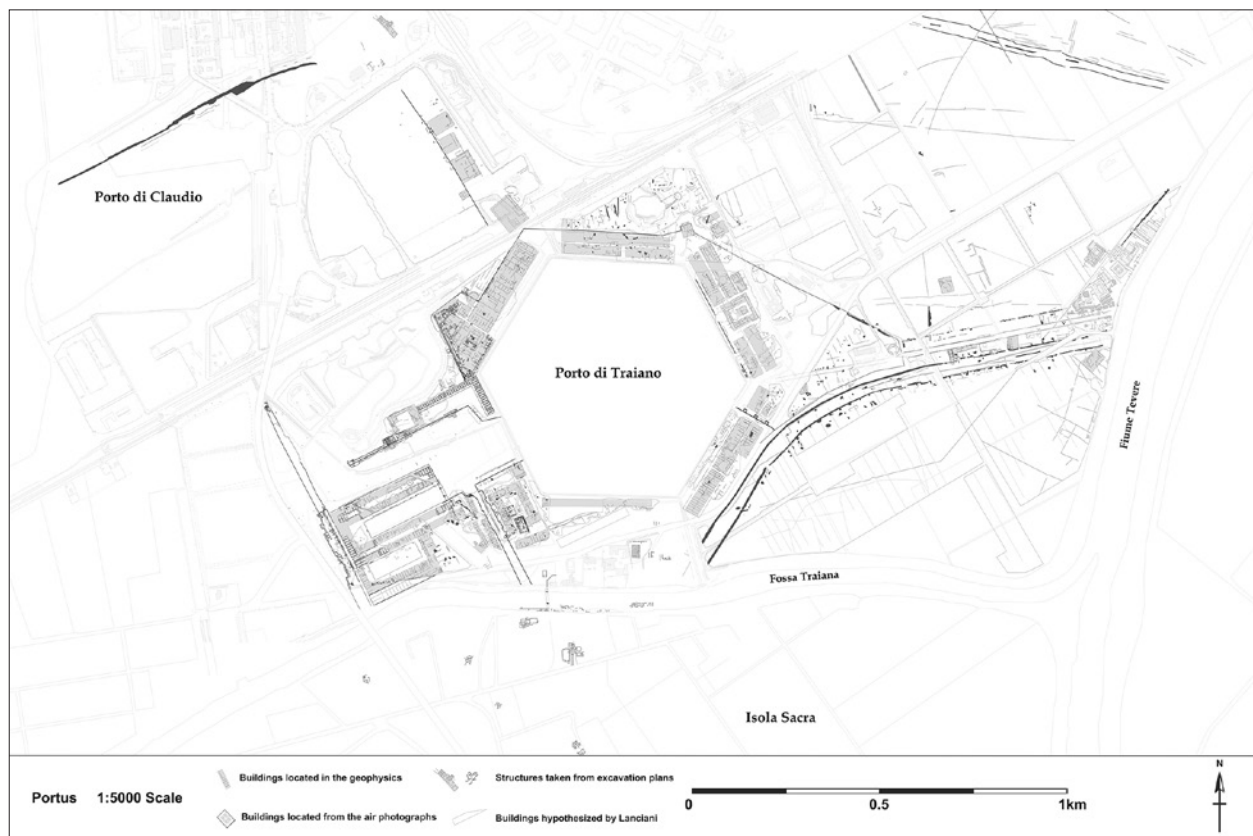 Porto di Claudio
Porto di Traiano
Fiume Tevere
Fossa Traiana
Isola Sacra
Portus 1:5000 Scale
Buildings located in the geophysics
Structures taken from excavation plans
Buildings located from the air photographs
Buildings hypothesized by Lanciani
0 0.5 1km
N